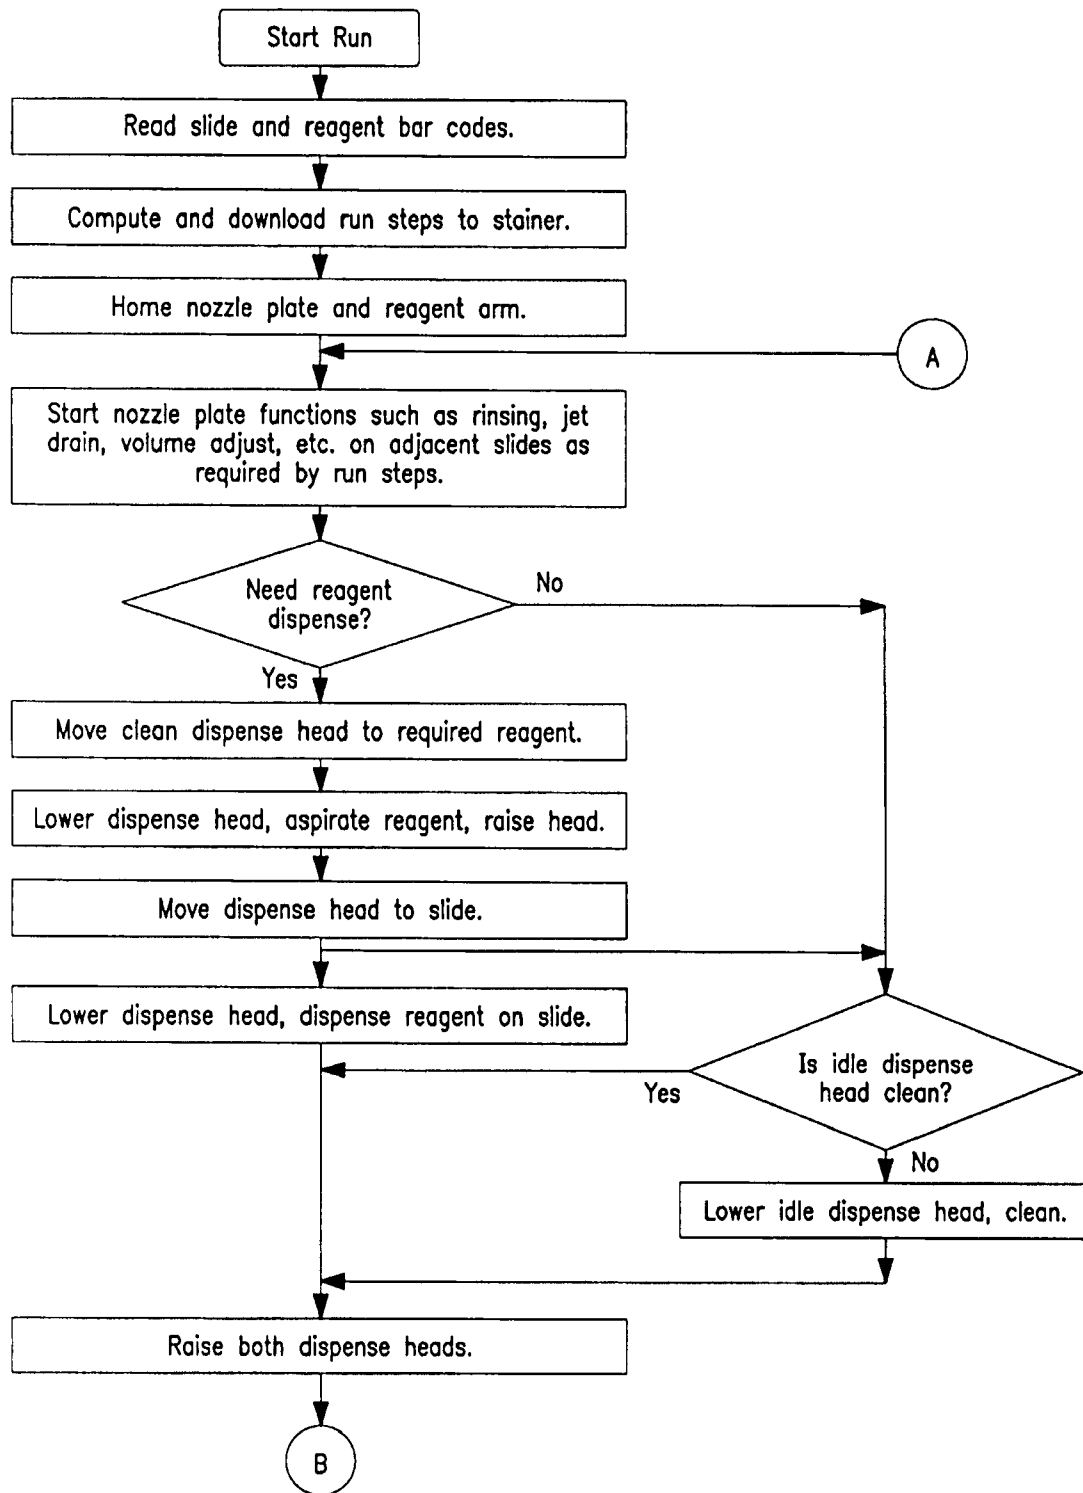 Start Run
Read slide and reagent bar codes.
Compute and download run steps to stainer.
Home nozzle plate and reagent arm.
A
Start nozzle plate functions such as rinsing, jet
drain, volume adjust, etc. on adjacent slides as
required by run steps.
Need reagent
dispense?
No
Yes
Move clean dispense head to required reagent.
Lower dispense head, aspirate reagent, raise head.
Move dispense head to slide.
Lower dispense head, dispense reagent on slide.
Is idle dispense
head clean?
Yes
No
Lower idle dispense head, clean.
Raise both dispense heads.
B